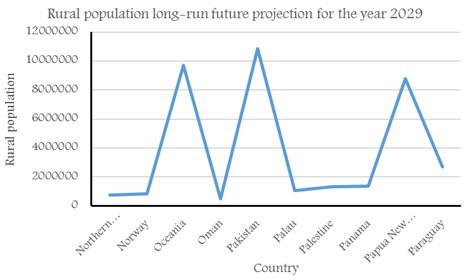 Rural population long-run future projection for the year 2029
Rural population
12000000
10000000
8000000
6000000
4000000
2000000
0
Northern…
Norway
Oceania
Oman
Pakistan
Palau
Palestine
Panama
Papua New…
Paraguay
Country